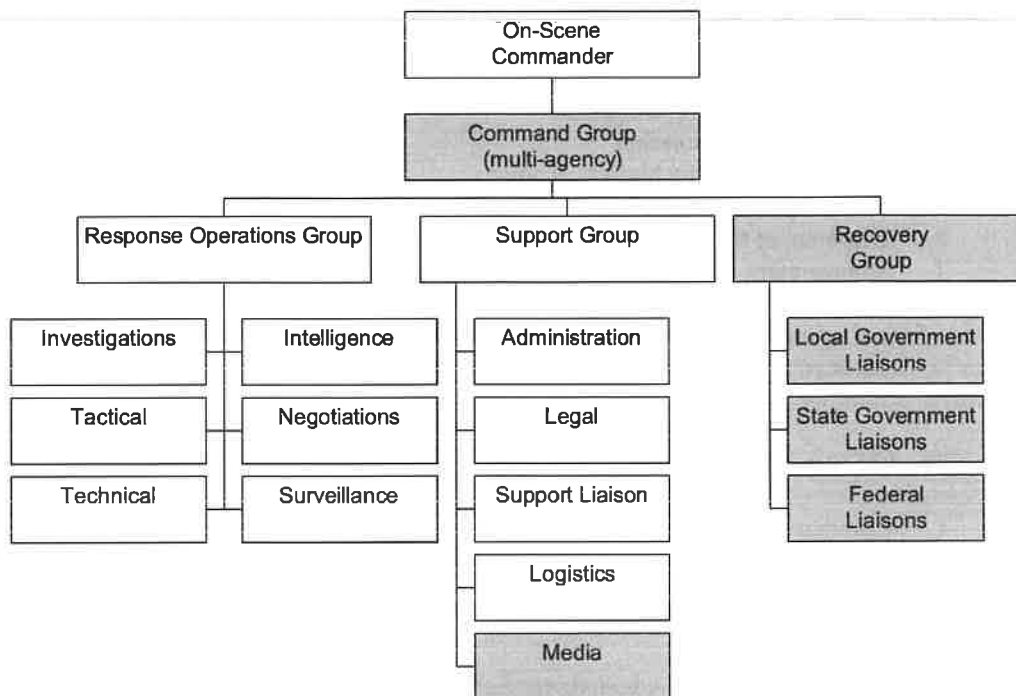 On-Scene
Commander
Command Group
(multi-agency)
Response Operations Group
Support Group
Recovery
Group
Investigations
Intelligence
Tactical
Negotiations
Technical
Surveillance
Administration
Legal
Support Liaison
Logistics
Media
Local Government
Liaisons
State Government
Liaisons
Federal
Liaisons